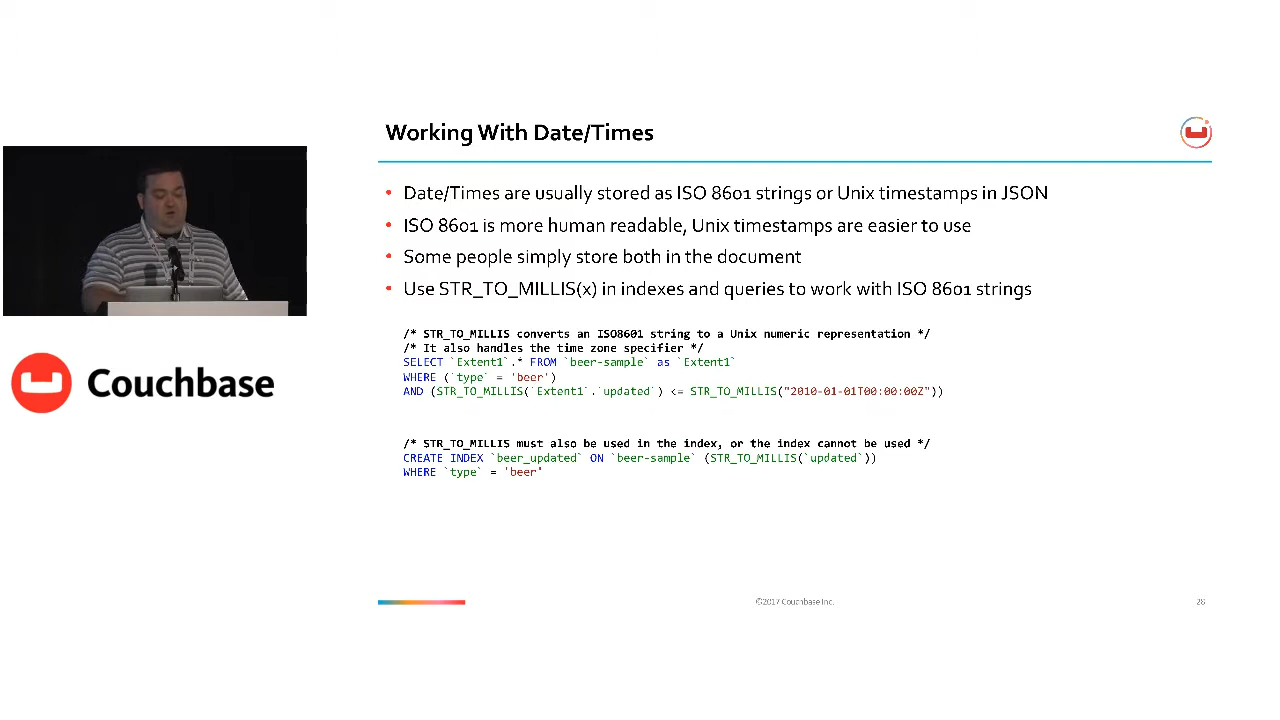 Working With Date/Times
• Date/Times are usually stored as ISO 8601 strings or Unix timestamps in JSON
• ISO 8601 is more human readable, Unix timestamps are easier to use
• Some people simply store both in the document
• Use STR_TO_MILLIS(x) in indexes and queries to work with ISO 8601 strings
/* STR_TO_MILLIS converts an ISO8601 string to a Unix numeric representation */
/* It also handles the time zone specifier */
SELECT `Extent1`.* FROM `beer-sample` as `Extent1`
WHERE (`type` = 'beer')
AND (STR_TO_MILLIS(`Extent1`.`updated`) <= STR_TO_MILLIS("2010-01-01T00:00:00Z"))
/* STR_TO_MILLIS must also be used in the index, or the index cannot be used */
CREATE INDEX `beer_updated` ON `beer-sample` (STR_TO_MILLIS(`updated`))
WHERE `type` = 'beer'
Couchbase
©2017 Couchbase Inc.
26